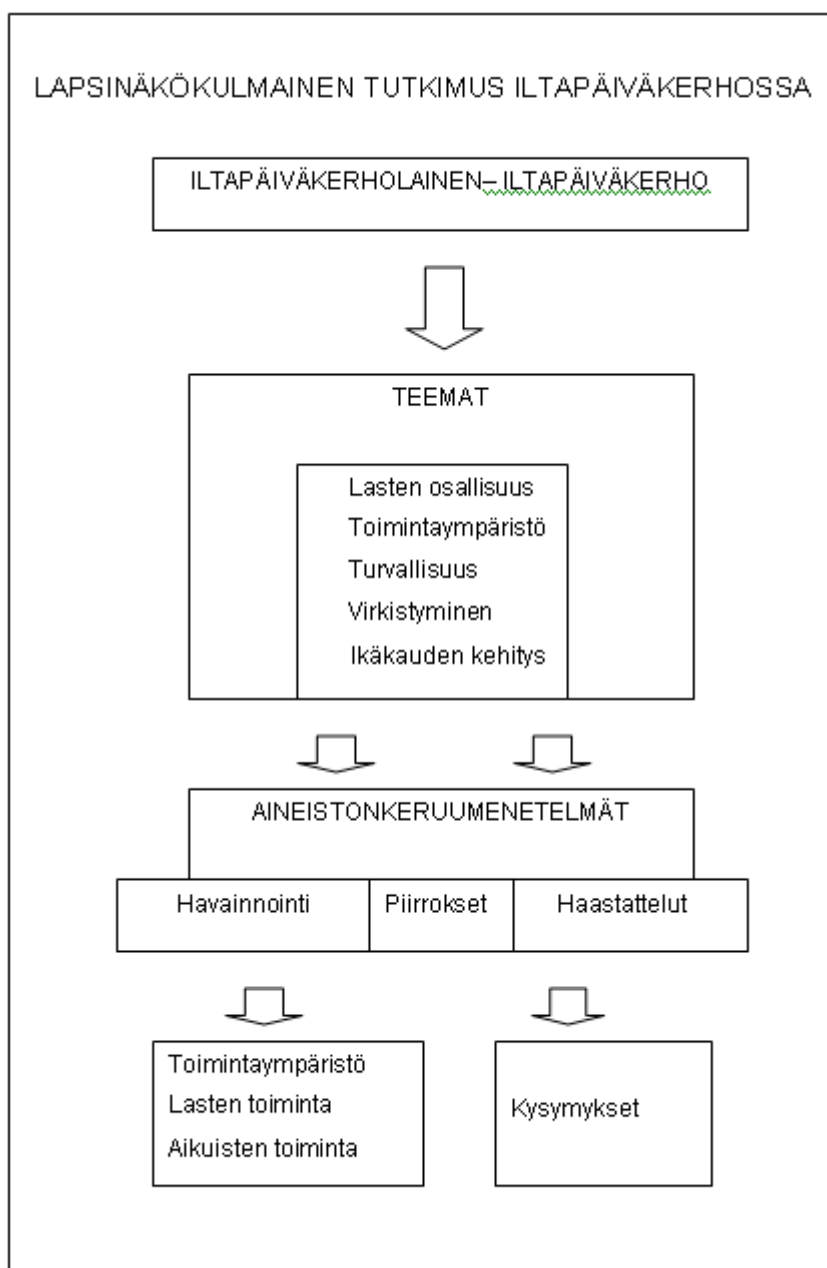 LAPSINÄKÖKULMAINEN TUTKIMUS ILTAPÄIVÄKERHOSSA
ILTAPÄIVÄKERHOLAINEN– ILTAPÄIVÄKERHO
TEEMAT
Lasten osallisuus
Toimintaympäristö
Turvallisuus
Virkistyminen
Ikäkauden kehitys
AINEISTONKERUUMENETELMÄT
Havainnointi
Piirrokset
Haastattelut
Toimintaympäristö
Lasten toiminta
Aikuisten toiminta
Kysymykset